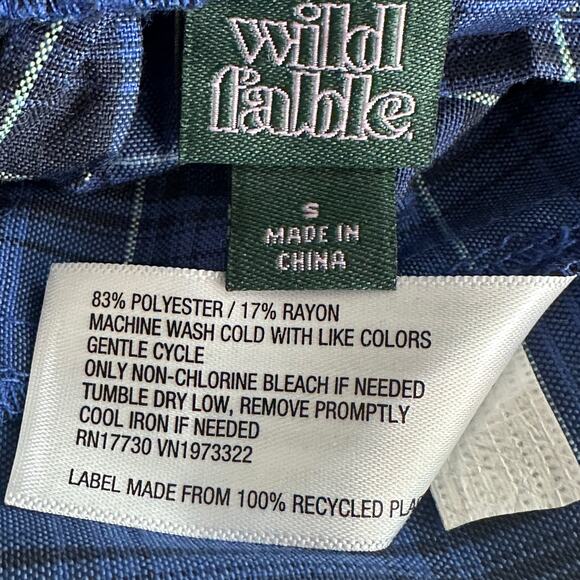 wild
fable
S
MADE IN
CHINA
83% POLYESTER / 17% RAYON
MACHINE WASH COLD WITH LIKE COLORS
GENTLE CYCLE
ONLY NON-CHLORINE BLEACH IF NEEDED
TUMBLE DRY LOW, REMOVE PROMPTLY
COOL IRON IF NEEDED
RN17730 VN1973322
LABEL MADE FROM 100% RECYCLED